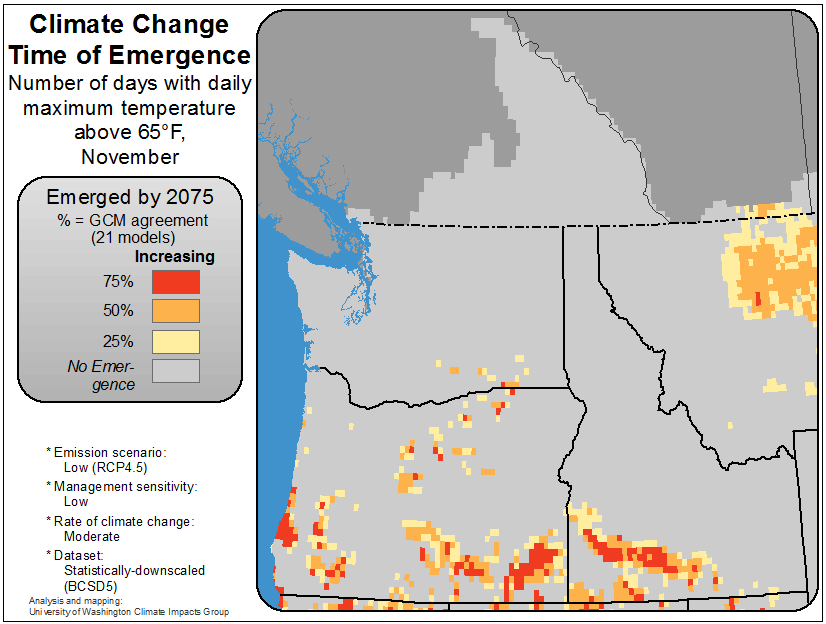 Climate Change
Time of Emergence
Number of days with daily
maximum temperature
above 65°F,
November
Emerged by 2075
% = GCM agreement
(21 models)
Increasing
75%
50%
25%
No Emer-
gence
* Emission scenario:
Low (RCP4.5)
* Management sensitivity:
Low
* Rate of climate change:
Moderate
* Dataset:
Statistically-downscaled
(BCSD5)
Analysis and mapping:
University of Washington Climate Impacts Group